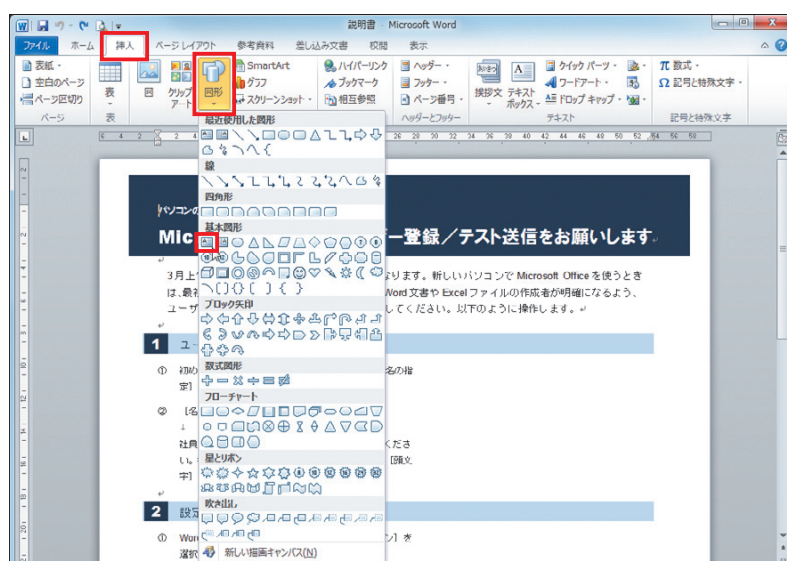 説明書 - Microsoft Word
ファイル ホーム 挿入 ページ レイアウト 参考資料 差し込み文書 校閲 表示
表紙
空白のページ
ページ区切り
ページ
表
表
図
クリップ
アート
図形
SmartArt
グラフ
スクリーンショット
ハイパーリンク
ブックマーク
相互参照
ヘッダー
フッター
ページ番号
ヘッダーとフッター
挨拶文
テキスト
ボックス
クイック パーツ
ワードアート
ドロップ キャップ
テキスト
数式
記号と特殊文字
記号と特殊文字
最近使用した図形
線
四角形
基本図形
ブロック矢印
数式図形
フローチャート
星とリボン
吹き出し
新しい描画キャンバス(N)
パソコンの
Mic
ー登録／テスト送信をお願いします
3月上
なります。新しいパソコンで Microsoft Office を使うとき
は、最初
Word 文書や Excel ファイルの作成者が明確になるよう、
ユーザ
してください。以下のように操作します。
1 ユー
① 初め
名の指
定]
② [名
社員
くださ
い。
[頭文
字]
2 設定
① Wor
ン] を
選択